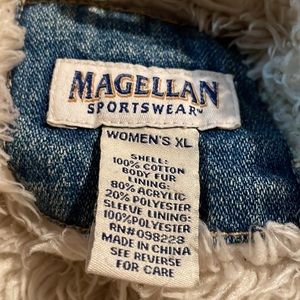 MAGELLAN
SPORTSWEAR™
WOMEN'S XL
SHELL:
100% COTTON
BODY FUR
LINING:
80% ACRYLIC
20% POLYESTER
SLEEVE LINING:
100%POLYESTER
RN#098228
MADE IN CHINA
SEE REVERSE
FOR CARE